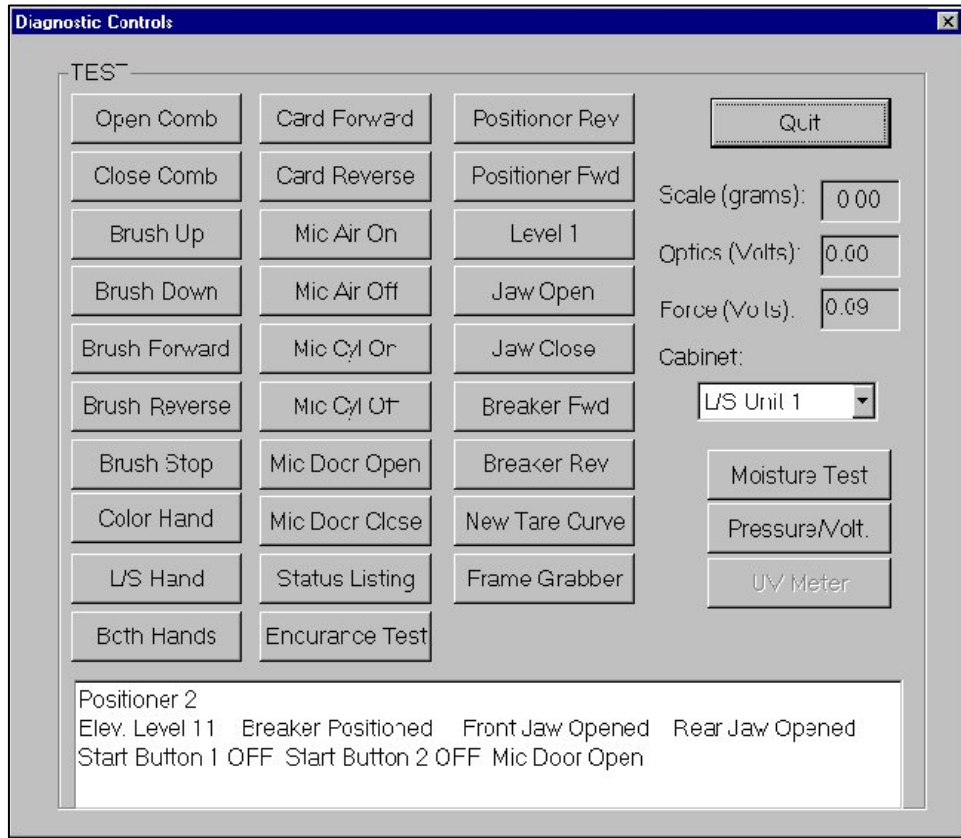 Diagnostic Controls
TEST
Open Comb
Card Forward
Positioner Rev
Quit
Close Comb
Card Reverse
Positioner Fwd
Scale (grams):
0.00
Brush Up
Mic Air On
Level 1
Optics (Volts):
0.00
Brush Down
Mic Air Off
Jaw Open
Force (Volts):
0.09
Brush Forward
Mic Cyl On
Jaw Close
Cabinet:
Brush Reverse
Mic Cyl Off
Breaker Fwd
L/S Unit 1
Brush Stop
Mic Door Open
Breaker Rev
Moisture Test
Color Hand
Mic Door Close
New Tare Curve
Pressure/Volt.
L/S Hand
Status Listing
Frame Grabber
UV Meter
Both Hands
Endurance Test
Positioner 2
Elev. Level 11 Breaker Positioned Front Jaw Opened Rear Jaw Opened
Start Button 1 OFF Start Button 2 OFF Mic Door Open